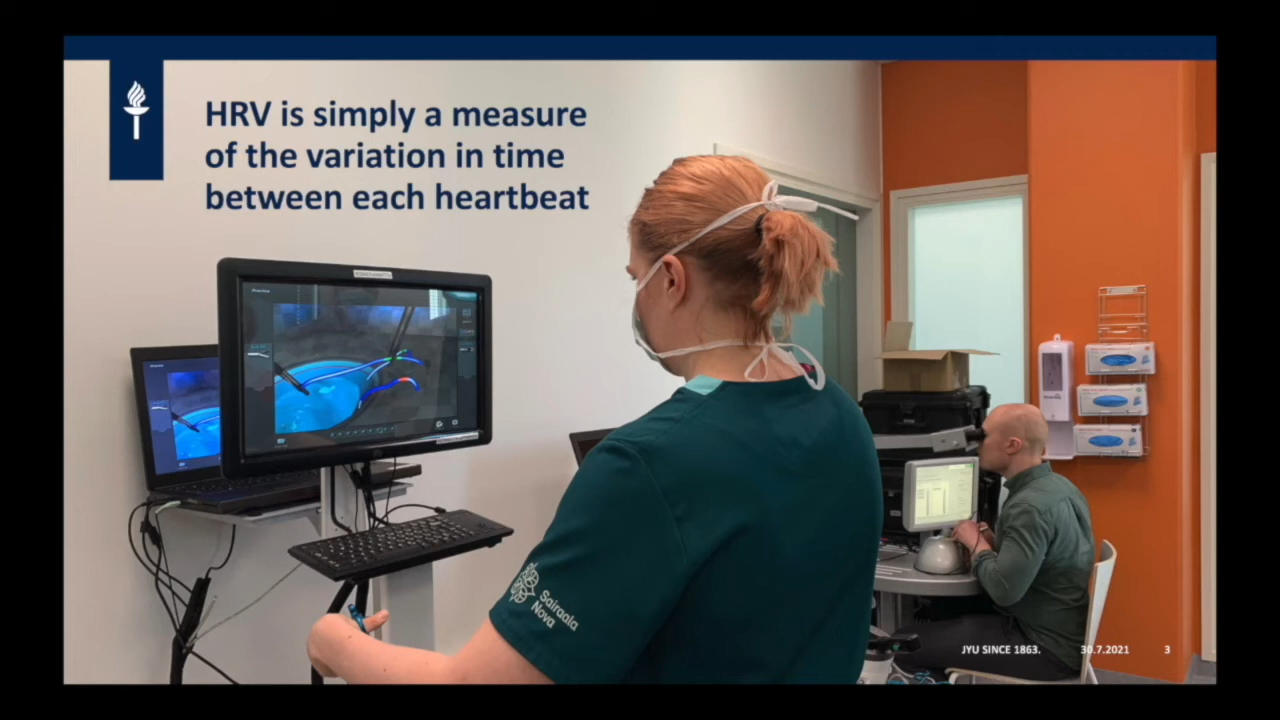 HRV is simply a measure
of the variation in time
between each heartbeat
Sairaala
Nova
JYU SINCE 1863.
30.7.2021
3